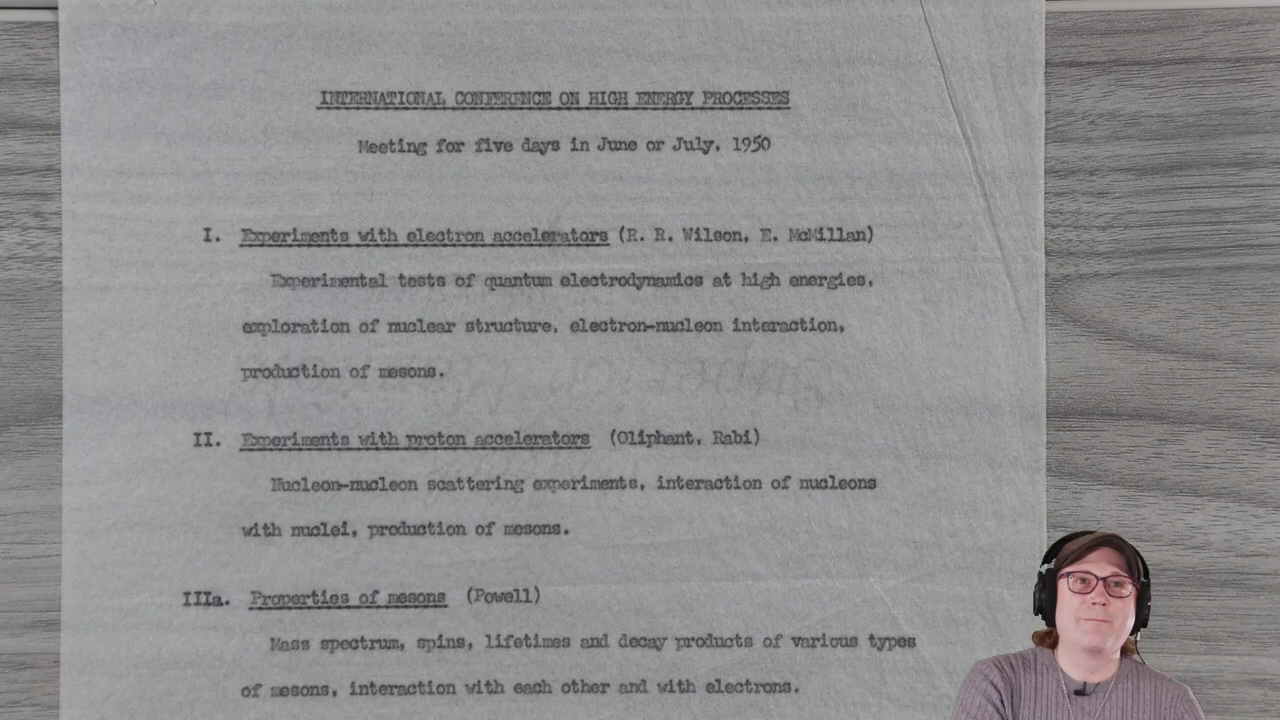 INTERNATIONAL CONFERENCE ON HIGH ENERGY PROCESSES
Meeting for five days in June or July, 1950
I. Experiments with electron accelerators (R. R. Wilson, E. McMillan)
Experimental tests of quantum electrodynamics at high energies,
exploration of nuclear structure, electron-nucleon interaction,
production of mesons.
II. Experiments with proton accelerators (Oliphant, Rabi)
Nucleon-nucleon scattering experiments, interaction of nucleons
with nuclei, production of mesons.
IIIa. Properties of mesons (Powell)
Mass spectrum, spins, lifetimes and decay products of various types
of mesons, interaction with each other and with electrons.